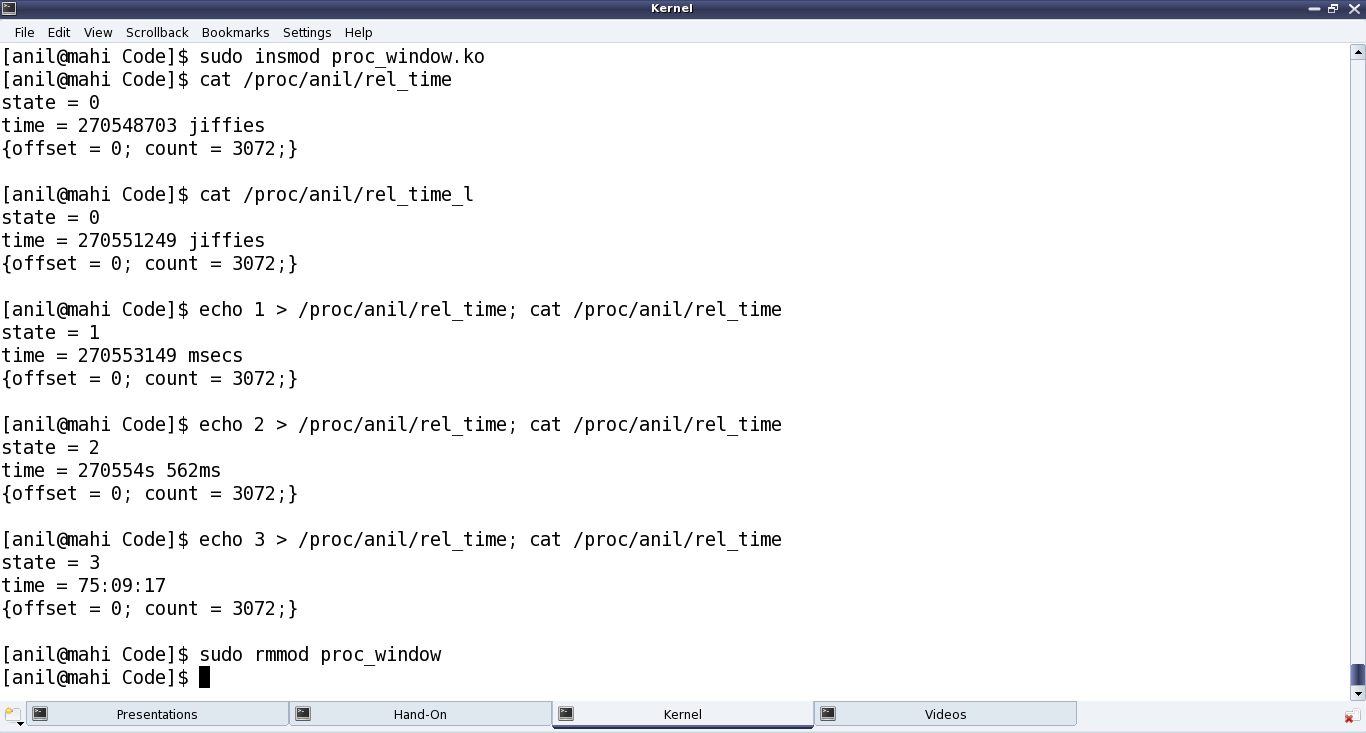 Kernel
File Edit View Scrollback Bookmarks Settings Help
[anil@mahi Code]$ sudo insmod proc_window.ko
[anil@mahi Code]$ cat /proc/anil/rel_time
state = 0
time = 270548703 jiffies
{offset = 0; count = 3072;}
[anil@mahi Code]$ cat /proc/anil/rel_time_l
state = 0
time = 270551249 jiffies
{offset = 0; count = 3072;}
[anil@mahi Code]$ echo 1 > /proc/anil/rel_time; cat /proc/anil/rel_time
state = 1
time = 270553149 msecs
{offset = 0; count = 3072;}
[anil@mahi Code]$ echo 2 > /proc/anil/rel_time; cat /proc/anil/rel_time
state = 2
time = 270554s 562ms
{offset = 0; count = 3072;}
[anil@mahi Code]$ echo 3 > /proc/anil/rel_time; cat /proc/anil/rel_time
state = 3
time = 75:09:17
{offset = 0; count = 3072;}
[anil@mahi Code]$ sudo rmmod proc_window
[anil@mahi Code]$
Presentations Hand-On Kernel Videos